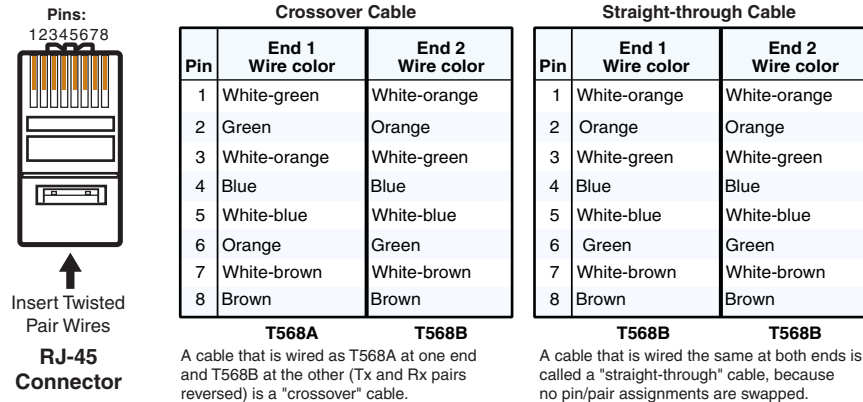 Pins:
12345678
Insert Twisted
Pair Wires
RJ-45
Connector
Crossover Cable
Pin End 1 Wire color End 2 Wire color
1 White-green White-orange
2 Green Orange
3 White-orange White-green
4 Blue Blue
5 White-blue White-blue
6 Orange Green
7 White-brown White-brown
8 Brown Brown
T568A T568B
A cable that is wired as T568A at one end
and T568B at the other (Tx and Rx pairs
reversed) is a "crossover" cable.
Straight-through Cable
Pin End 1 Wire color End 2 Wire color
1 White-orange White-orange
2 Orange Orange
3 White-green White-green
4 Blue Blue
5 White-blue White-blue
6 Green Green
7 White-brown White-brown
8 Brown Brown
T568B T568B
A cable that is wired the same at both ends is
called a "straight-through" cable, because
no pin/pair assignments are swapped.